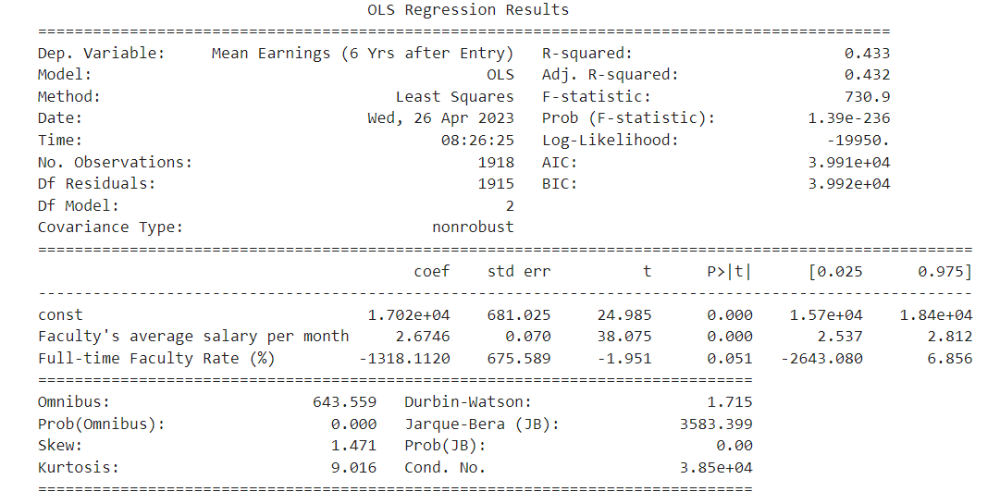 OLS Regression Results
==============================================================================================
Dep. Variable: Mean Earnings (6 Yrs after Entry) R-squared: 0.433
Model: OLS Adj. R-squared: 0.432
Method: Least Squares F-statistic: 730.9
Date: Wed, 26 Apr 2023 Prob (F-statistic): 1.39e-236
Time: 08:26:25 Log-Likelihood: -19950.
No. Observations: 1918 AIC: 3.991e+04
Df Residuals: 1915 BIC: 3.992e+04
Df Model: 2
Covariance Type: nonrobust
=======================================================================================================
coef std err t P>|t| [0.025 0.975]
-------------------------------------------------------------------------------------------------------
const 1.702e+04 681.025 24.985 0.000 1.57e+04 1.84e+04
Faculty's average salary per month 2.6746 0.070 38.075 0.000 2.537 2.812
Full-time Faculty Rate (%) -1318.1120 675.589 -1.951 0.051 -2643.080 6.856
==============================================================================
Omnibus: 643.559 Durbin-Watson: 1.715
Prob(Omnibus): 0.000 Jarque-Bera (JB): 3583.399
Skew: 1.471 Prob(JB): 0.00
Kurtosis: 9.016 Cond. No. 3.85e+04
==============================================================================